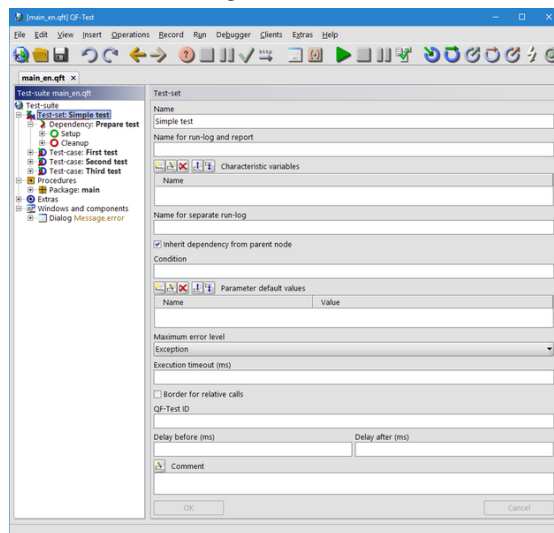 [main_en.qft] QF-Test
File Edit View Insert Operations Record Run Debugger Clients Extras Help
main_en.qft
Test-suite main_en.qft
Test-suite
Test-set: Simple test
Dependency: Prepare test
Setup
Cleanup
Test-case: First test
Test-case: Second test
Test-case: Third test
Procedures
Package: main
Extras
Windows and components
Dialog Message.error
Test-set
Name
Simple test
Name for run-log and report
Characteristic variables
Name
Name for separate run-log
Inherit dependency from parent node
Condition
Parameter default values
Name Value
Maximum error level
Exception
Execution timeout (ms)
Border for relative calls
QF-Test ID
Delay before (ms) Delay after (ms)
Comment
OK Cancel